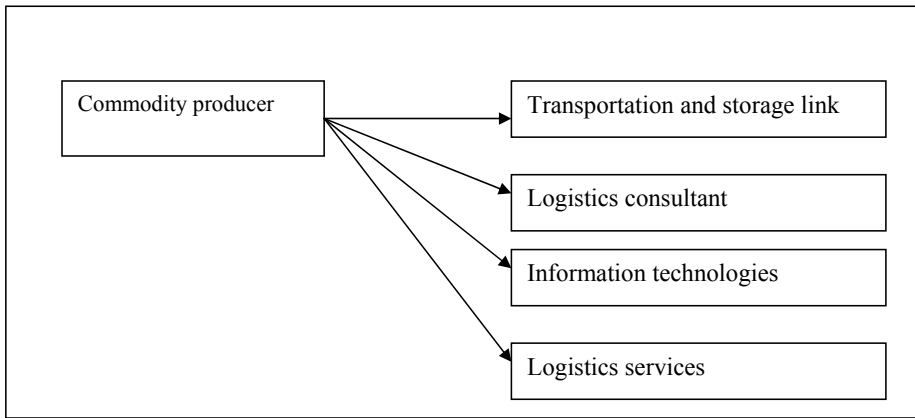 Commodity producer
Transportation and storage link
Logistics consultant
Information technologies
Logistics services